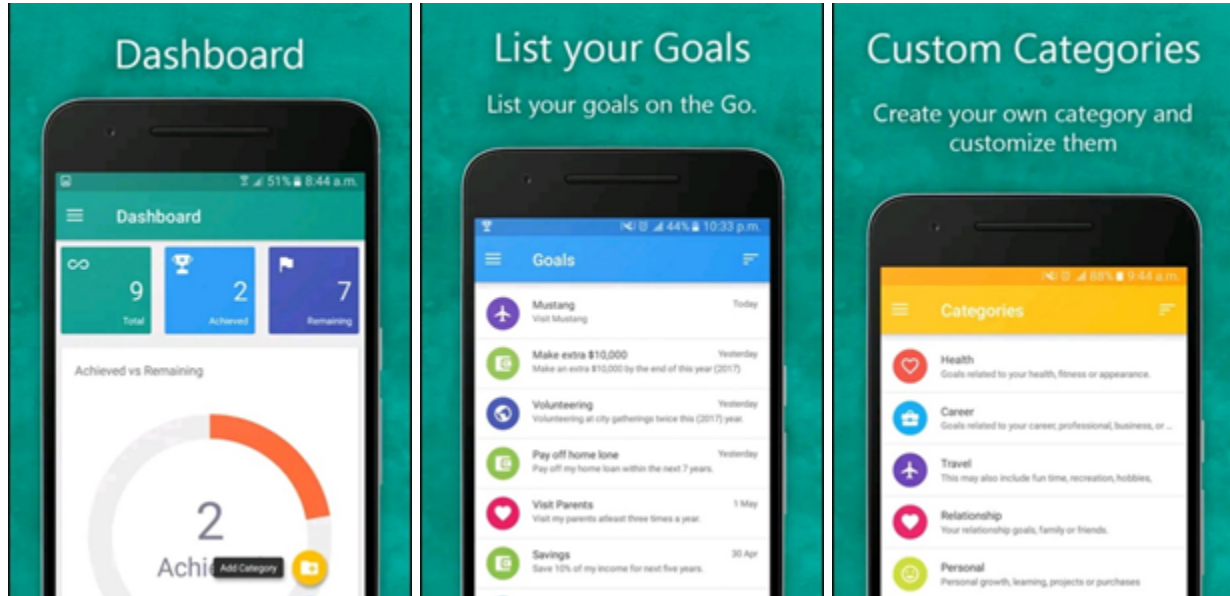 Dashboard
51% 8:44 a.m.
Dashboard
9
Total
2
Achieved
7
Remaining
Achieved vs Remaining
2
Achie
Add Category
List your Goals
List your goals on the Go.
44% 10:33 p.m.
Goals
Mustang Today
Visit Mustang
Make extra $10,000 Yesterday
Make an extra $10,000 by the end of this year (2017)
Volunteering Yesterday
Volunteering at city gatherings twice this (2017) year.
Pay off home lone Yesterday
Pay off my home loan within the next 7 years.
Visit Parents 1 May
Visit my parents atleast three times a year.
Savings 30 Apr
Save 10% of my income for next five years.
Custom Categories
Create your own category and
customize them
88% 9:44 a.m.
Categories
Health
Goals related to your health, fitness or appearance.
Career
Goals related to your career, professional, business, or ...
Travel
This may also include fun time, recreation, hobbies,
Relationship
Your relationship goals, family or friends.
Personal
Personal growth, learning, projects or purchases